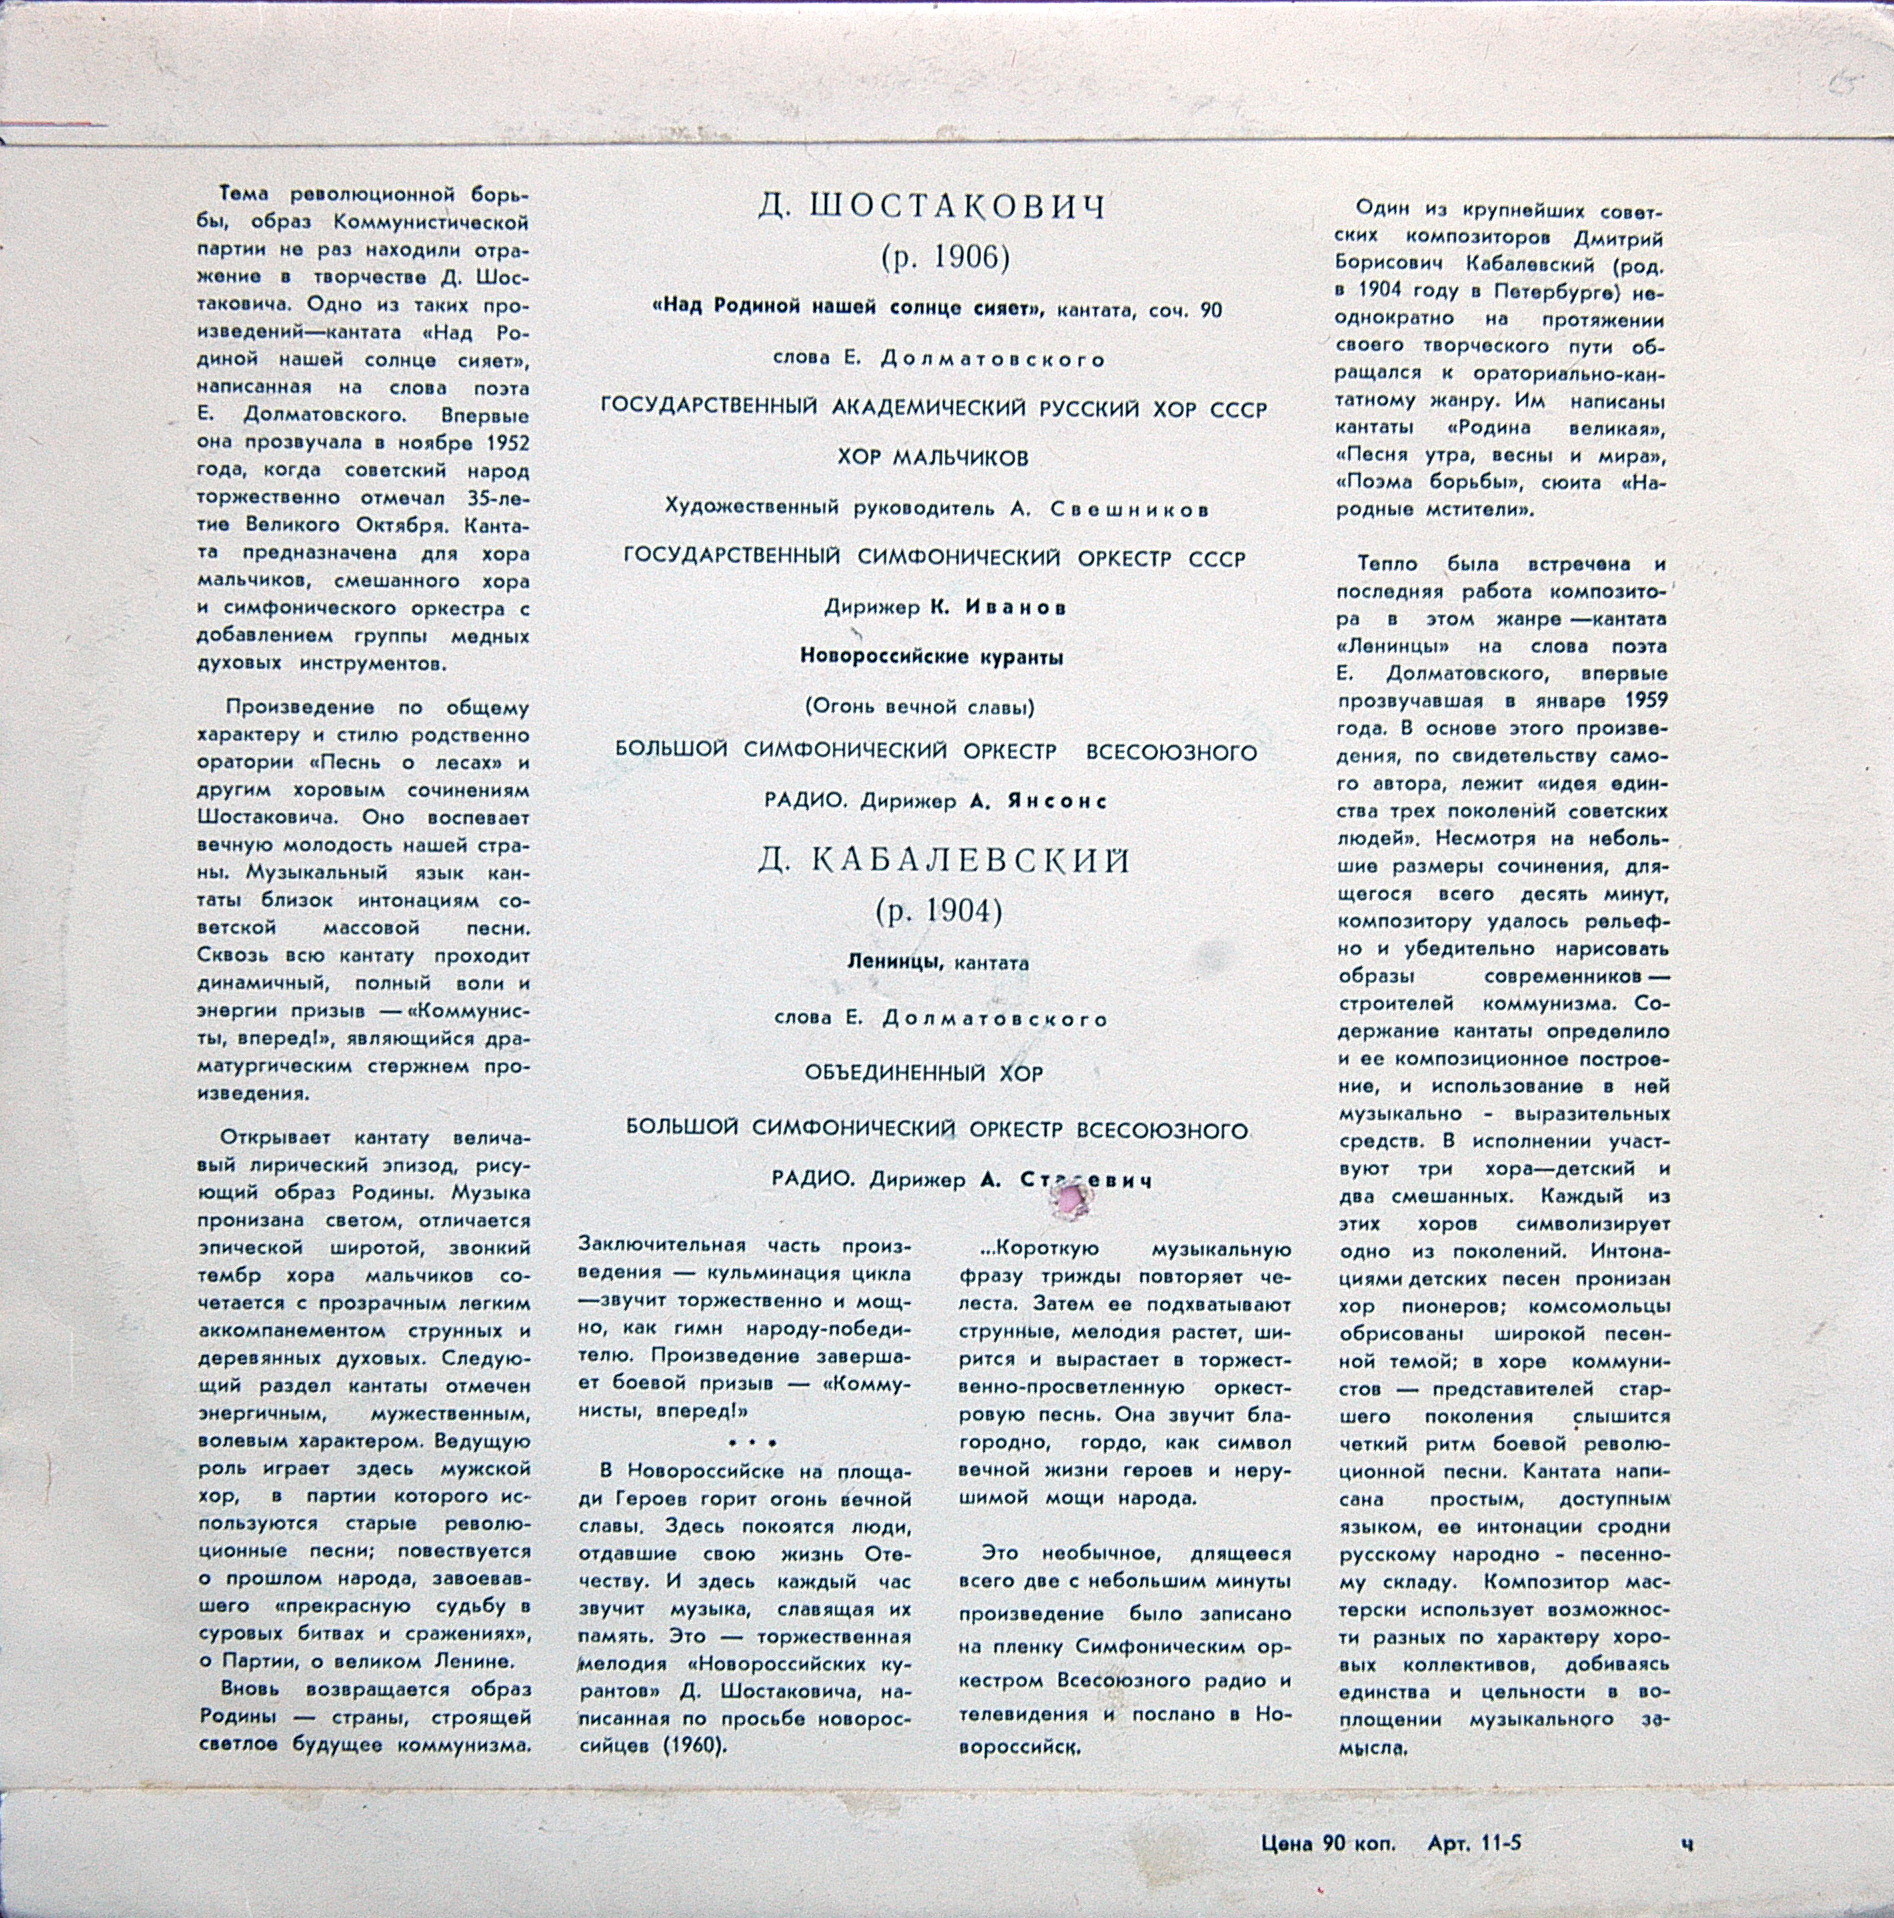 Тема революционной борь-
бы, образ Коммунистической
партии не раз находили отра-
жение в творчестве Д. Шос-
таковича. Одно из таких про-
изведений—кантата «Над Ро-
диной нашей солнце сияет»,
написанная на слова поэта
Е. Долматовского. Впервые
она прозвучала в ноябре 1952
года, когда советский народ
торжественно отмечал 35-ле-
тие Великого Октября. Канта-
та предназначена для хора
мальчиков, смешанного хора
и симфонического оркестра с
добавлением группы медных
духовых инструментов.
Произведение по общему
характеру и стилю родственно
оратории «Песнь о лесах» и
другим хоровым сочинениям
Шостаковича. Оно воспевает
вечную молодость нашей стра-
ны. Музыкальный язык кан-
таты близок интонациям со-
ветской массовой песни.
Сквозь всю кантату проходит
динамичный, полный воли и
энергии призыв —«Коммунис-
ты, вперед!», являющийся дра-
матургическим стержнем про-
изведения.
Открывает кантату велича-
вый лирический эпизод, рису-
ющий образ Родины. Музыка
пронизана светом, отличается
эпической широтой, звонкий
тембр хора мальчиков со-
четается с прозрачным легким
аккомпанементом струнных и
деревянных духовых. Следую-
щий раздел кантаты отмечен
энергичным, мужественным,
волевым характером. Ведущую
роль играет здесь мужской
хор, в партии которого ис-
пользуются старые револю-
ционные песни; повествуется
о прошлом народа, завоевав-
шего «прекрасную судьбу в
суровых битвах и сражениях»,
о Партии, о великом Ленине.
Вновь возвращается образ
Родины — страны, строящей
светлое будущее коммунизма.
Д. ШОСТАКОВИЧ
(р. 1906)
«Над Родиной нашей солнце сияет», кантата, соч. 90
слова Е. Долматовского
ГОСУДАРСТВЕННЫЙ АКАДЕМИЧЕСКИЙ РУССКИЙ ХОР СССР
ХОР МАЛЬЧИКОВ
Художественный руководитель А. Свешников
ГОСУДАРСТВЕННЫЙ СИМФОНИЧЕСКИЙ ОРКЕСТР СССР
Дирижер К. Иванов
Новороссийские куранты
(Огонь вечной славы)
БОЛЬШОЙ СИМФОНИЧЕСКИЙ ОРКЕСТР ВСЕСОЮЗНОГО
РАДИО. Дирижер А. Янсонс
Д. КАБАЛЕВСКИЙ
(р. 1904)
Ленинцы, кантата
слова Е. Долматовского
ОБЪЕДИНЕННЫЙ ХОР
БОЛЬШОЙ СИМФОНИЧЕСКИЙ ОРКЕСТР ВСЕСОЮЗНОГО
РАДИО. Дирижер А. Стасевич
Заключительная часть произ-
ведения — кульминация цикла
—звучит торжественно и мощ-
но, как гимн народу-победи-
телю. Произведение заверша-
ет боевой призыв — «Комму-
нисты, вперед!»
• • •
В Новороссийске на площа-
ди Героев горит огонь вечной
славы. Здесь покоятся люди,
отдавшие свою жизнь Оте-
честву. И здесь каждый час
звучит музыка, славящая их
память. Это — торжественная
мелодия «Новороссийских ку-
рантов» Д. Шостаковича, на-
писанная по просьбе новорос-
сийцев (1960).
...Короткую музыкальную
фразу трижды повторяет че-
леста. Затем ее подхватывают
струнные, мелодия растет, ши-
рится и вырастает в торжест-
венно-просветленную оркест-
ровую песнь. Она звучит бла-
городно, гордо, как символ
вечной жизни героев и неру-
шимой мощи народа.
Это необычное, длящееся
всего две с небольшим минуты
произведение было записано
на пленку Симфоническим ор-
кестром Всесоюзного радио и
телевидения и послано в Но-
вороссийск.
Один из крупнейших совет-
ских композиторов Дмитрий
Борисович Кабалевский (род.
в 1904 году в Петербурге) не-
однократно на протяжении
своего творческого пути об-
ращался к ораториально-кан-
татному жанру. Им написаны
кантаты «Родина великая»,
«Песня утра, весны и мира»,
«Поэма борьбы», сюита «На-
родные мстители».
Тепло была встречена и
последняя работа композито-
ра в этом жанре —кантата
«Ленинцы» на слова поэта
Е. Долматовского, впервые
прозвучавшая в январе 1959
года. В основе этого произве-
дения, по свидетельству само-
го автора, лежит «идея един-
ства трех поколений советских
людей». Несмотря на неболь-
шие размеры сочинения, для-
щегося всего десять минут,
композитору удалось рельеф-
но и убедительно нарисовать
образы современников—
строителей коммунизма. Со-
держание кантаты определило
и ее композиционное построе-
ние, и использование в ней
музыкально - выразительных
средств. В исполнении участ-
вуют три хора—детский и
два смешанных. Каждый из
этих хоров символизирует
одно из поколений. Интона-
циями детских песен пронизан
хор пионеров; комсомольцы
обрисованы широкой песен-
ной темой; в хоре коммуни-
стов — представителей стар-
шего поколения слышится
четкий ритм боевой револю-
ционной песни. Кантата напи-
сана простым, доступным
языком, ее интонации сродни
русскому народно - песенно-
му складу. Композитор мас-
терски использует возможнос-
ти разных по характеру хоро-
вых коллективов, добиваясь
единства и цельности в во-
площении музыкального за-
мысла.
Цена 90 коп. Арт. 11-5 ч